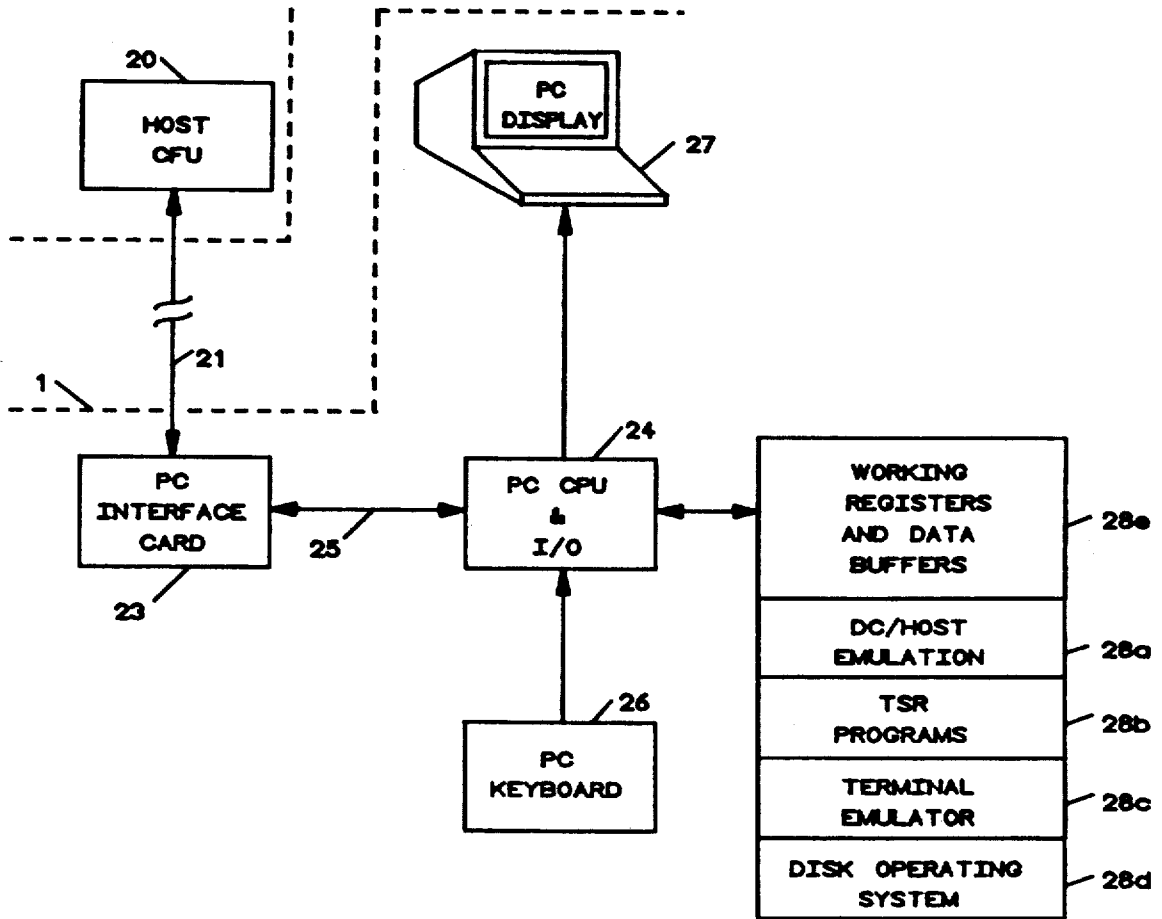 20
HOST
CFU
PC
DISPLAY
27
21
1
24
PC
INTERFACE
CARD
23
25
PC CPU
&
I/O
WORKING
REGISTERS
AND DATA
BUFFERS
28e
DC/HOST
EMULATION
28a
TSR
PROGRAMS
28b
TERMINAL
EMULATOR
28c
DISK OPERATING
SYSTEM
28d
26
PC
KEYBOARD